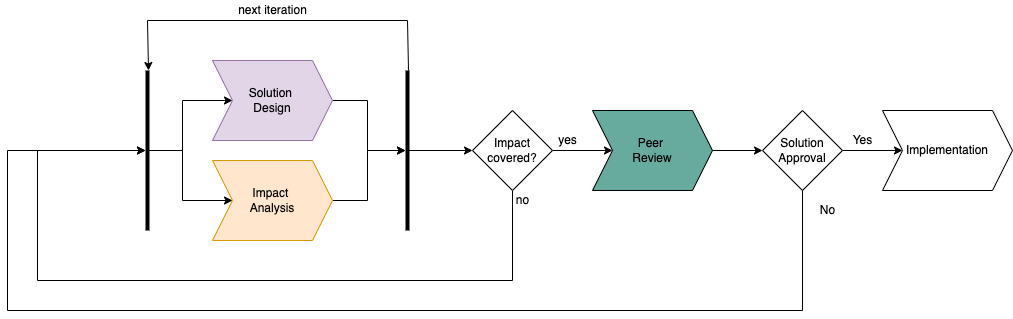 next iteration
Solution
Design
Impact
Analysis
Impact
covered?
yes
no
Peer
Review
Solution
Approval
Yes
No
Implementation